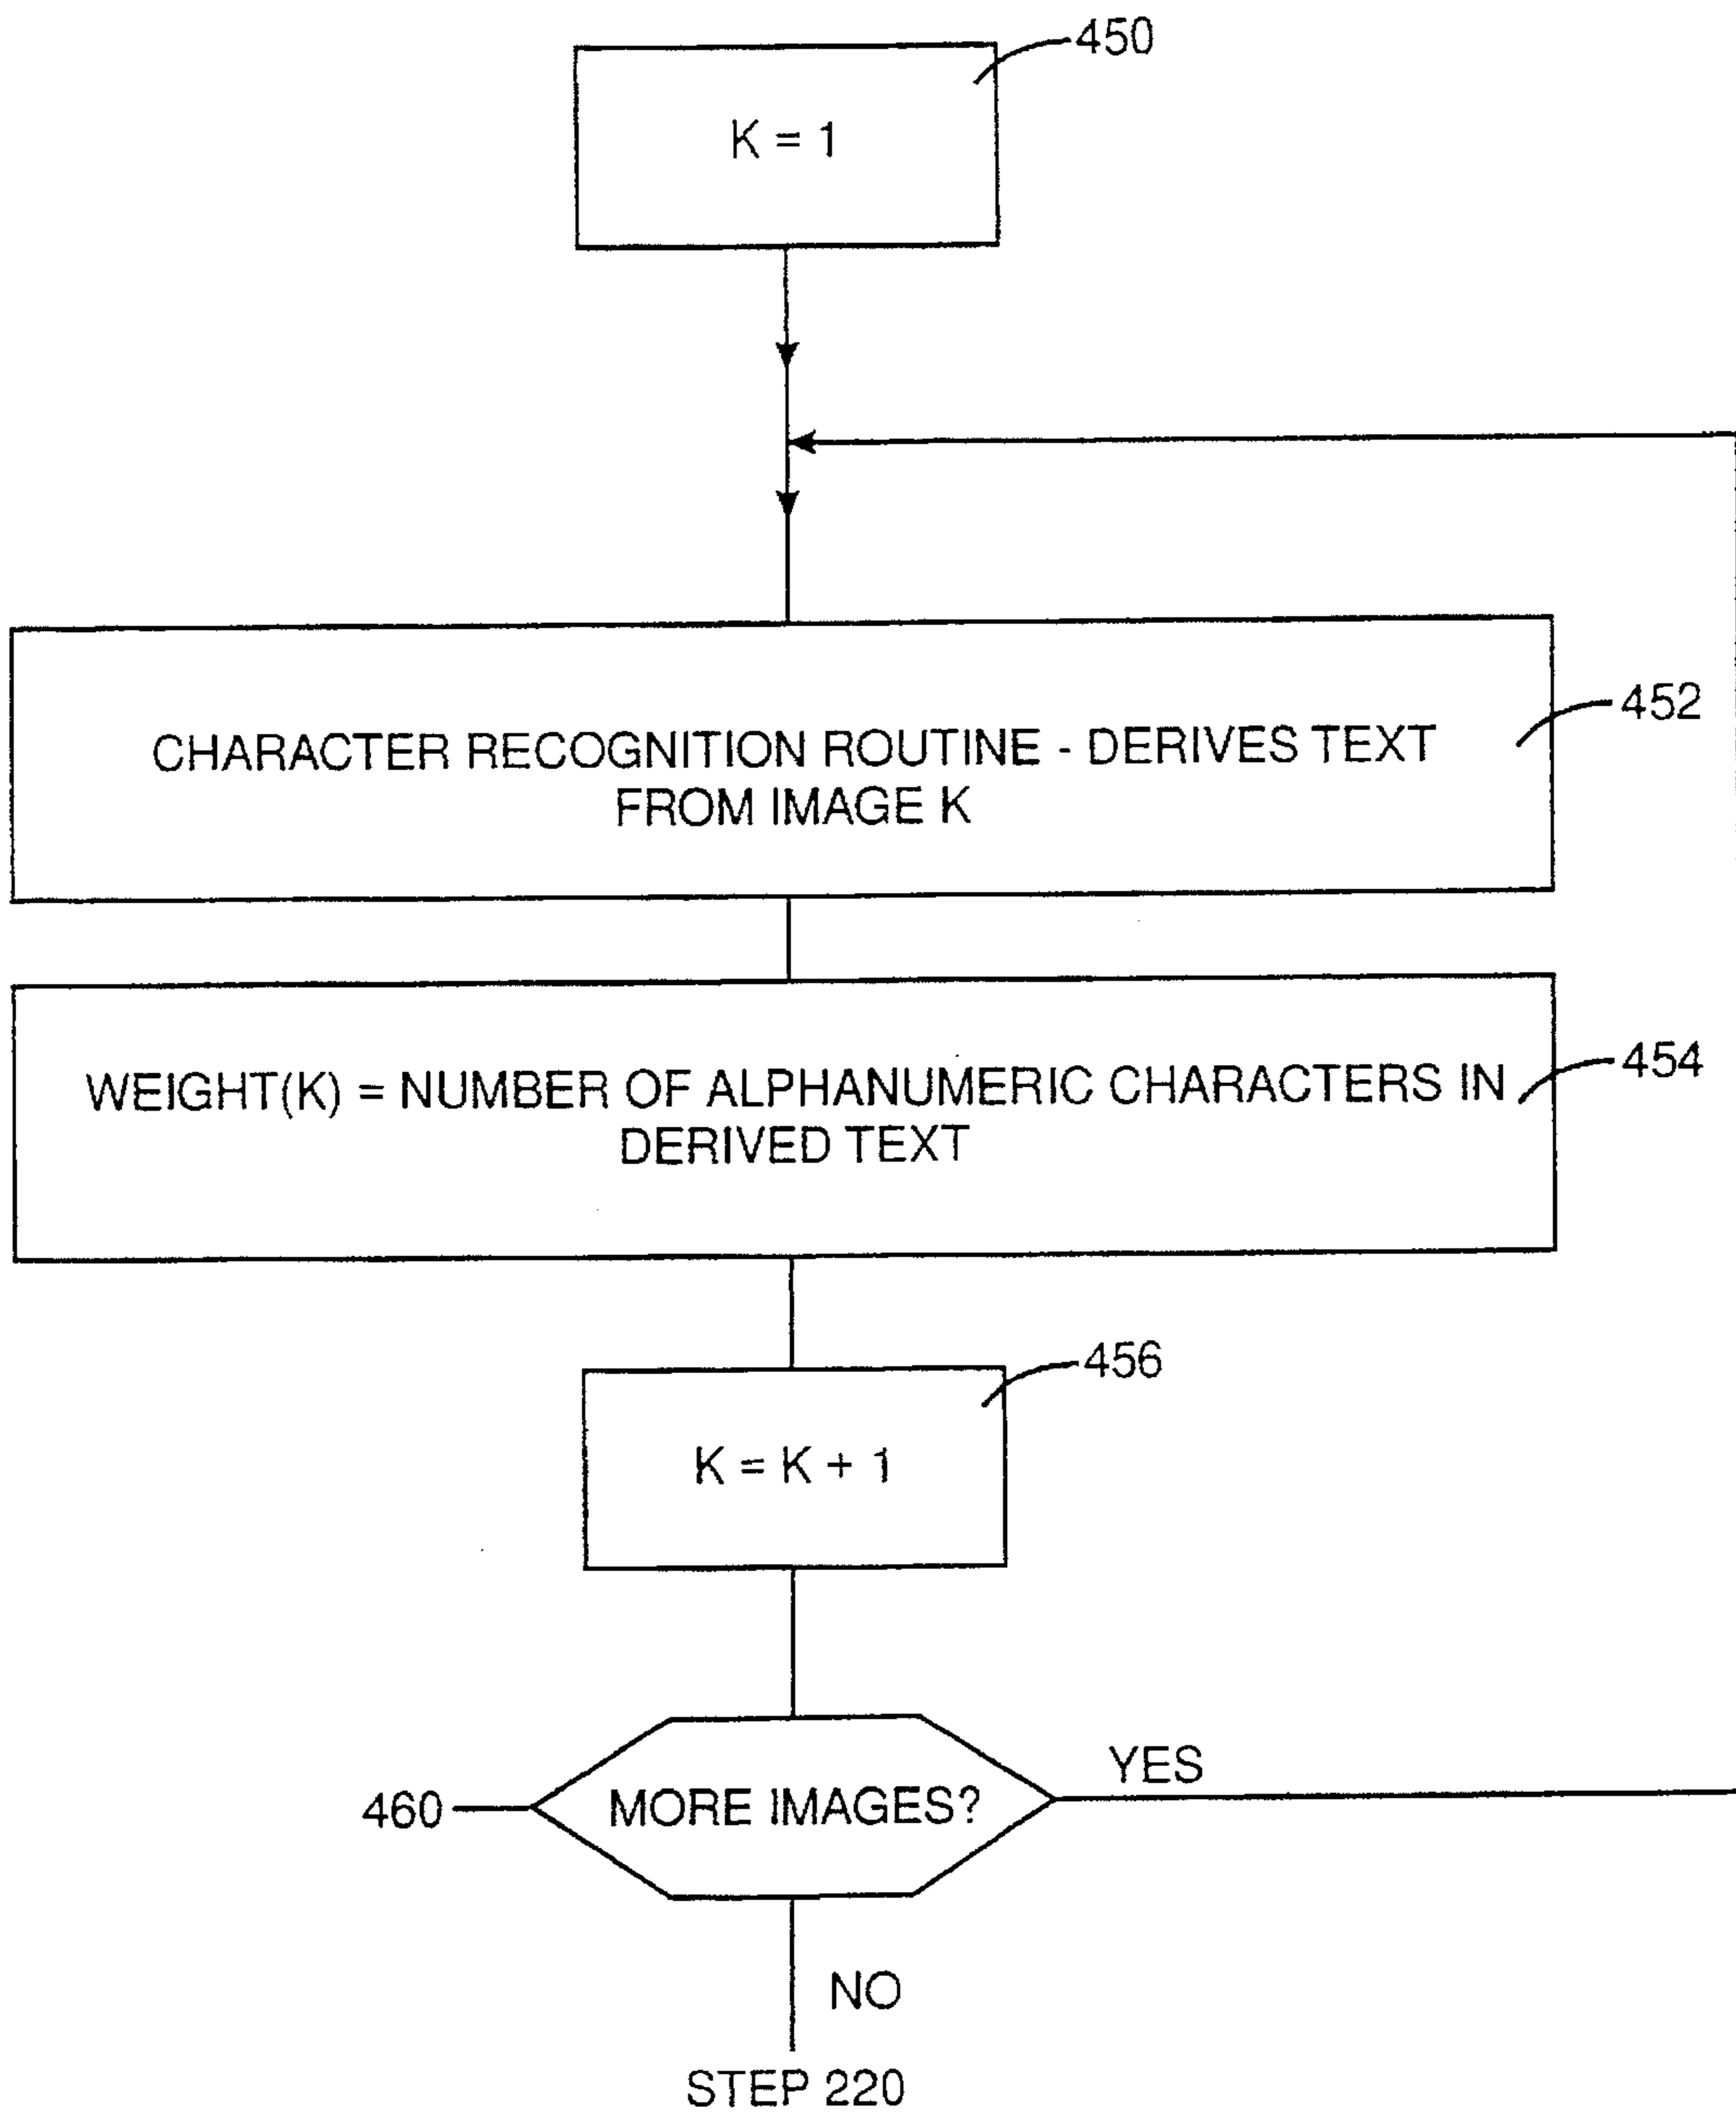 450
K = 1
452
CHARACTER RECOGNITION ROUTINE - DERIVES TEXT
FROM IMAGE K
454
WEIGHT(K) = NUMBER OF ALPHANUMERIC CHARACTERS IN
DERIVED TEXT
456
K = K + 1
460
MORE IMAGES?
YES
NO
STEP 220